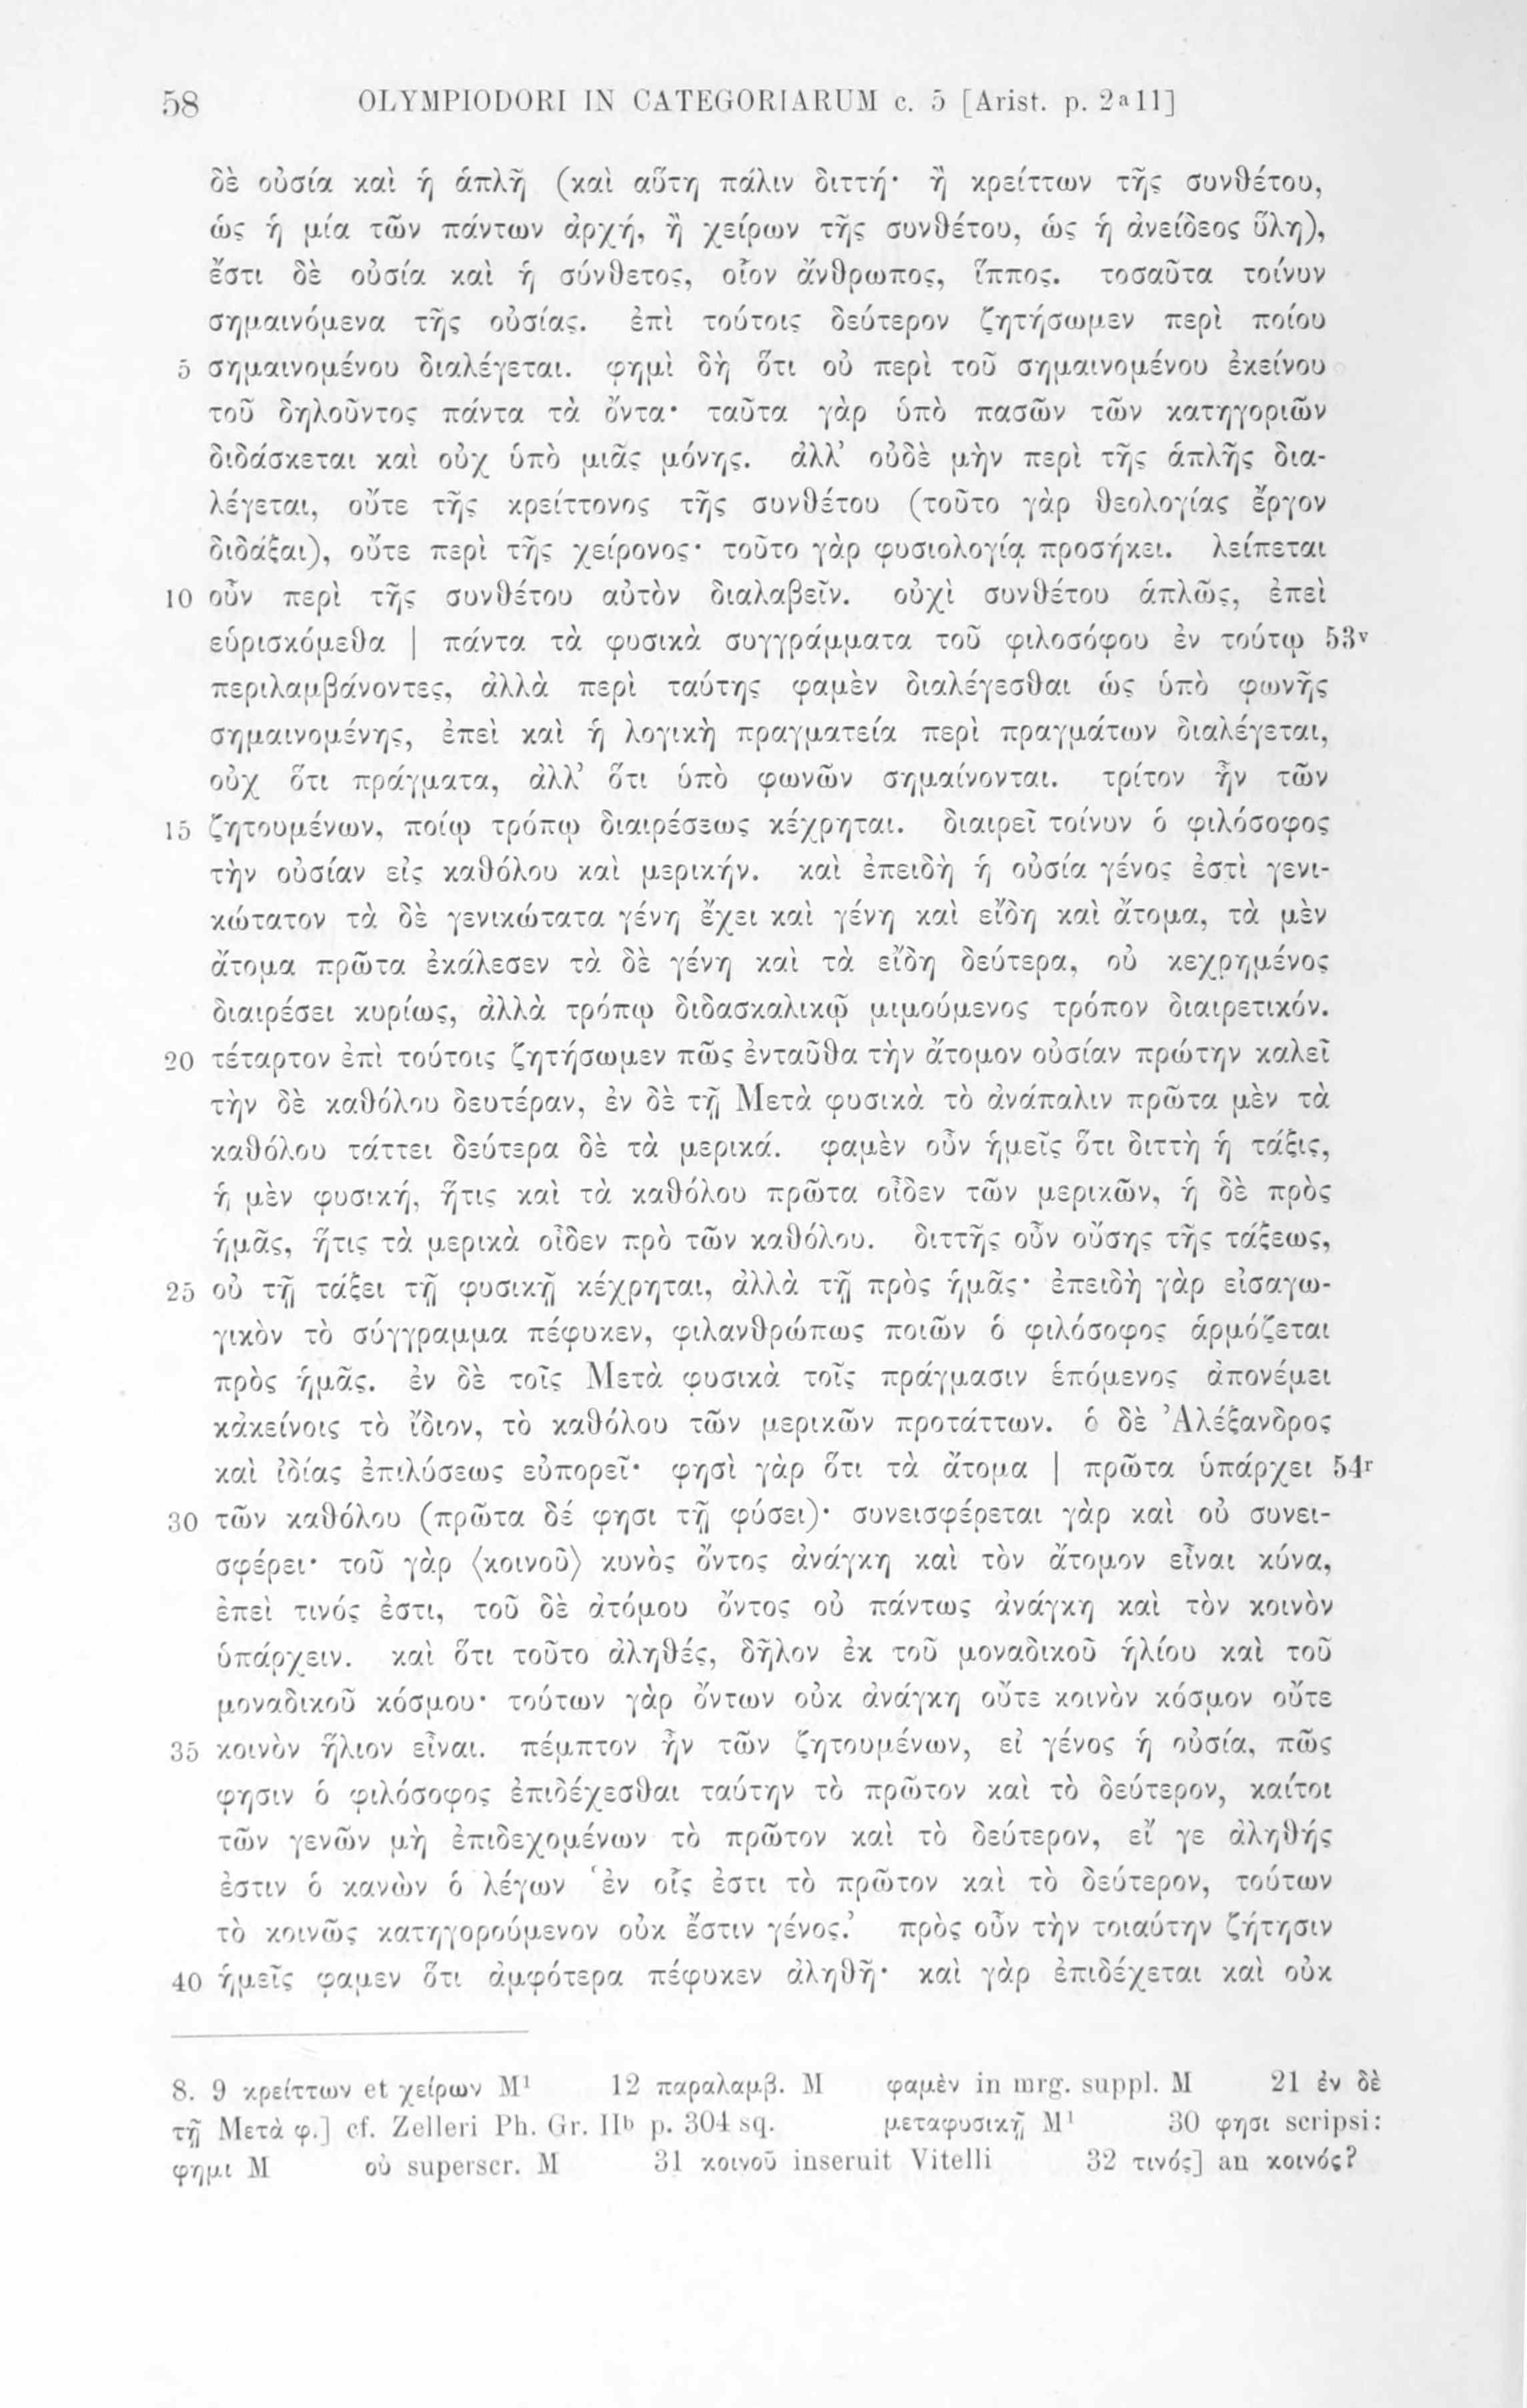 58 OLYMPIODORI IN CATEGORIARUM c. 5 [Arist. p. 2ᵃ11]
δὲ οὐσία καὶ ἡ ἁπλῆ (καὶ αὕτη πάλιν διττή· ἢ κρείττων τῆς συνθέτου,
ὡς ἡ μία τῶν πάντων ἀρχή, ἢ χείρων τῆς συνθέτου, ὡς ἡ ἀνείδεος ὕλη),
ἔστι δὲ οὐσία καὶ ἡ σύνθετος, οἷον ἄνθρωπος, ἵππος. τοσαῦτα τοίνυν
σημαινόμενα τῆς οὐσίας. ἐπὶ τούτοις δεύτερον ζητήσωμεν περὶ ποίου
5 σημαινομένου διαλέγεται. φημὶ δὴ ὅτι οὐ περὶ τοῦ σημαινομένου ἐκείνου
τοῦ δηλοῦντος πάντα τὰ ὄντα· ταῦτα γὰρ ὑπὸ πασῶν τῶν κατηγοριῶν
διδάσκεται καὶ οὐχ ὑπὸ μιᾶς μόνης. ἀλλ’ οὐδὲ μὴν περὶ τῆς ἁπλῆς δια-
λέγεται, οὔτε τῆς κρείττονος τῆς συνθέτου (τοῦτο γὰρ θεολογίας ἔργον
διδάξαι), οὔτε περὶ τῆς χείρονος· τοῦτο γὰρ φυσιολογίᾳ προσήκει. λείπεται
10 οὖν περὶ τῆς συνθέτου αὐτὸν διαλαβεῖν. οὐχὶ συνθέτου ἁπλῶς, ἐπεὶ
εὑρισκόμεθα | πάντα τὰ φυσικὰ συγγράμματα τοῦ φιλοσόφου ἐν τούτῳ 53ᵛ
περιλαμβάνοντες, ἀλλὰ περὶ ταύτης φαμὲν διαλέγεσθαι ὡς ὑπὸ φωνῆς
σημαινομένης, ἐπεὶ καὶ ἡ λογικὴ πραγματεία περὶ πραγμάτων διαλέγεται,
οὐχ ὅτι πράγματα, ἀλλ’ ὅτι ὑπὸ φωνῶν σημαίνονται. τρίτον ἦν τῶν
15 ζητουμένων, ποίῳ τρόπῳ διαιρέσεως κέχρηται. διαιρεῖ τοίνυν ὁ φιλόσοφος
τὴν οὐσίαν εἰς καθόλου καὶ μερικήν. καὶ ἐπειδὴ ἡ οὐσία γένος ἐστὶ γενι-
κώτατον τὰ δὲ γενικώτατα γένη ἔχει καὶ γένη καὶ εἴδη καὶ ἄτομα, τὰ μὲν
ἄτομα πρῶτα ἐκάλεσεν τὰ δὲ γένη καὶ τὰ εἴδη δεύτερα, οὐ κεχρημένος
διαιρέσει κυρίως, ἀλλὰ τρόπῳ διδασκαλικῷ μιμούμενος τρόπον διαιρετικόν.
20 τέταρτον ἐπὶ τούτοις ζητήσωμεν πῶς ἐνταῦθα τὴν ἄτομον οὐσίαν πρώτην καλεῖ
τὴν δὲ καθόλου δευτέραν, ἐν δὲ τῇ Μετὰ φυσικὰ τὸ ἀνάπαλιν πρῶτα μὲν τὰ
καθόλου τάττει δεύτερα δὲ τὰ μερικά. φαμὲν οὖν ἡμεῖς ὅτι διττὴ ἡ τάξις,
ἡ μὲν φυσική, ἥτις καὶ τὰ καθόλου πρῶτα οἶδεν τῶν μερικῶν, ἡ δὲ πρὸς
ἡμᾶς, ἥτις τὰ μερικὰ οἶδεν πρὸ τῶν καθόλου. διττῆς οὖν οὔσης τῆς τάξεως,
25 οὐ τῇ τάξει τῇ φυσικῇ κέχρηται, ἀλλὰ τῇ πρὸς ἡμᾶς· ἐπειδὴ γὰρ εἰσαγω-
γικὸν τὸ σύγγραμμα πέφυκεν, φιλανθρώπως ποιῶν ὁ φιλόσοφος ἁρμόζεται
πρὸς ἡμᾶς. ἐν δὲ τοῖς Μετὰ φυσικὰ τοῖς πράγμασιν ἑπόμενος ἀπονέμει
κἀκείνοις τὸ ἴδιον, τὸ καθόλου τῶν μερικῶν προτάττων. ὁ δὲ Ἀλέξανδρος
καὶ ἰδίας ἐπιλύσεως εὐπορεῖ· φησὶ γὰρ ὅτι τὰ ἄτομα | πρῶτα ὑπάρχει 54ʳ
30 τῶν καθόλου (πρῶτα δέ φησι τῇ φύσει)· συνεισφέρεται γὰρ καὶ οὐ συνει-
σφέρει· τοῦ γὰρ ⟨κοινοῦ⟩ κυνὸς ὄντος ἀνάγκη καὶ τὸν ἄτομον εἶναι κύνα,
ἐπεὶ τινός ἐστι, τοῦ δὲ ἀτόμου ὄντος οὐ πάντως ἀνάγκη καὶ τὸν κοινὸν
ὑπάρχειν. καὶ ὅτι τοῦτο ἀληθές, δῆλον ἐκ τοῦ μοναδικοῦ ἡλίου καὶ τοῦ
μοναδικοῦ κόσμου· τούτων γὰρ ὄντων οὐκ ἀνάγκη οὔτε κοινὸν κόσμον οὔτε
35 κοινὸν ἥλιον εἶναι. πέμπτον ἦν τῶν ζητουμένων, εἰ γένος ἡ οὐσία, πῶς
φησιν ὁ φιλόσοφος ἐπιδέχεσθαι ταύτην τὸ πρῶτον καὶ τὸ δεύτερον, καίτοι
τῶν γενῶν μὴ ἐπιδεχομένων τὸ πρῶτον καὶ τὸ δεύτερον, εἴ γε ἀληθής
ἐστιν ὁ κανὼν ὁ λέγων ‘ἐν οἷς ἐστι τὸ πρῶτον καὶ τὸ δεύτερον, τούτων
τὸ κοινῶς κατηγορούμενον οὐκ ἔστιν γένος.’ πρὸς οὖν τὴν τοιαύτην ζήτησιν
40 ἡμεῖς φαμεν ὅτι ἀμφότερα πέφυκεν ἀληθῆ· καὶ γὰρ ἐπιδέχεται καὶ οὐκ
8. 9 κρείττων et χείρων M¹ 12 παραλαμβ. M φαμὲν in mrg. suppl. M 21 ἐν δὲ
τῇ Μετὰ φ.] cf. Zelleri Ph. Gr. IIᵇ p. 304 sq. μεταφυσικῇ M¹ 30 φησι scripsi:
φημι M οὐ superscr. M 31 κοινοῦ inseruit Vitelli 32 τινός] an κοινός?